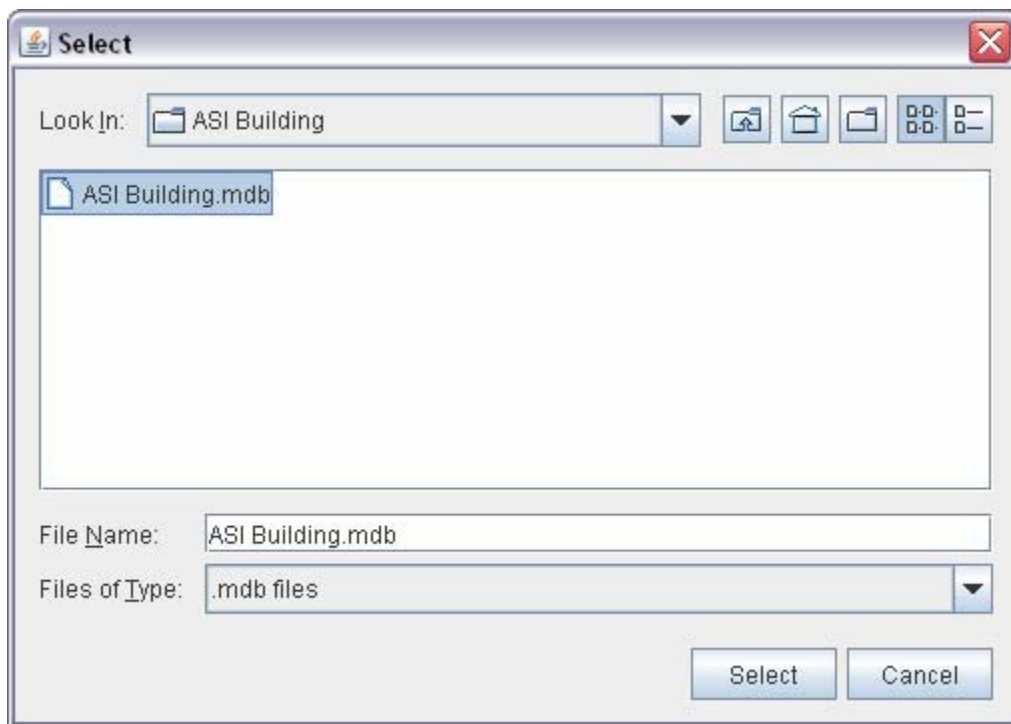 Select
Look In: ASI Building
ASI Building.mdb
File Name: ASI Building.mdb
Files of Type: .mdb files
Select Cancel